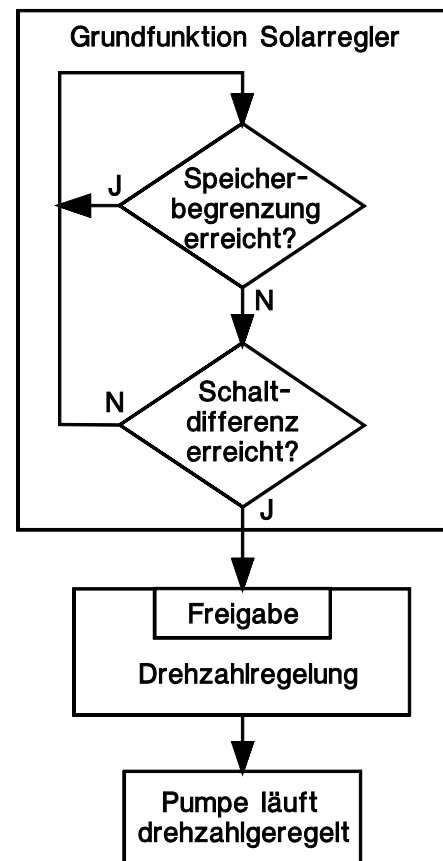 Grundfunktion Solarregler
J
Speicher-
begrenzung
erreicht?
N
N
Schalt-
differenz
erreicht?
J
Freigabe
Drehzahlregelung
Pumpe läuft
drehzahlgeregelt